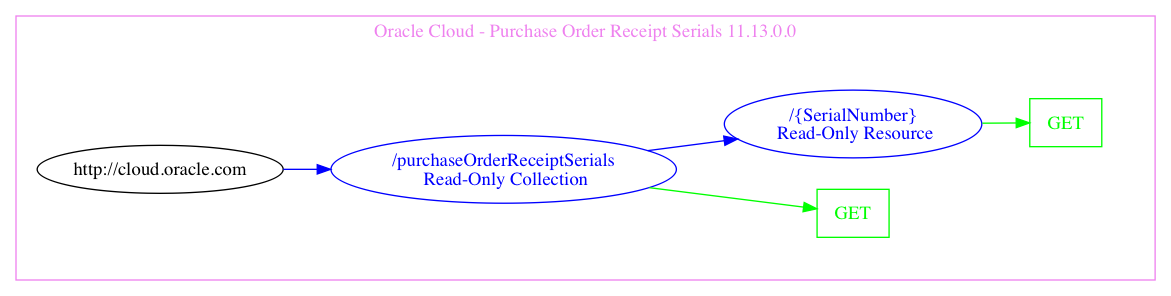 Oracle Cloud - Purchase Order Receipt Serials 11.13.0.0
http://cloud.oracle.com
/purchaseOrderReceiptSerials
Read-Only Collection
/{SerialNumber}
Read-Only Resource
GET
GET